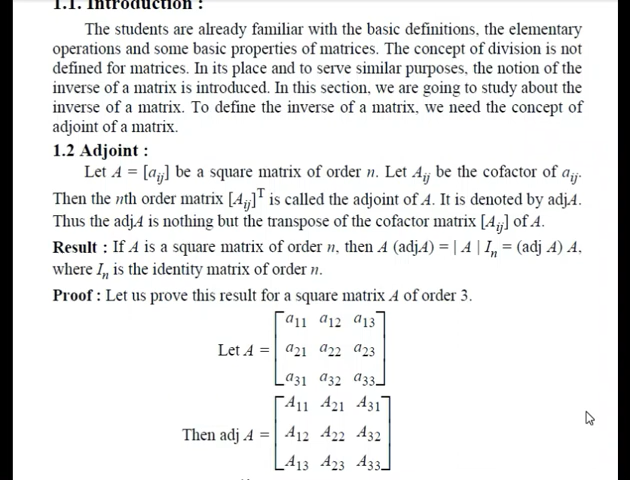 1.1. Introduction :
The students are already familiar with the basic definitions, the elementary
operations and some basic properties of matrices. The concept of division is not
defined for matrices. In its place and to serve similar purposes, the notion of the
inverse of a matrix is introduced. In this section, we are going to study about the
inverse of a matrix. To define the inverse of a matrix, we need the concept of
adjoint of a matrix.
1.2 Adjoint :
Let A = [aᵢⱼ] be a square matrix of order n. Let Aᵢⱼ be the cofactor of aᵢⱼ.
Then the nth order matrix [Aᵢⱼ]ᵀ is called the adjoint of A. It is denoted by adjA.
Thus the adjA is nothing but the transpose of the cofactor matrix [Aᵢⱼ] of A.
Result : If A is a square matrix of order n, then A (adjA) = | A | Iₙ = (adj A) A,
where Iₙ is the identity matrix of order n.
Proof : Let us prove this result for a square matrix A of order 3.
a₁₁ a₁₂ a₁₃
Let A = a₂₁ a₂₂ a₂₃
a₃₁ a₃₂ a₃₃
A₁₁ A₂₁ A₃₁
Then adj A = A₁₂ A₂₂ A₃₂
A₁₃ A₂₃ A₃₃